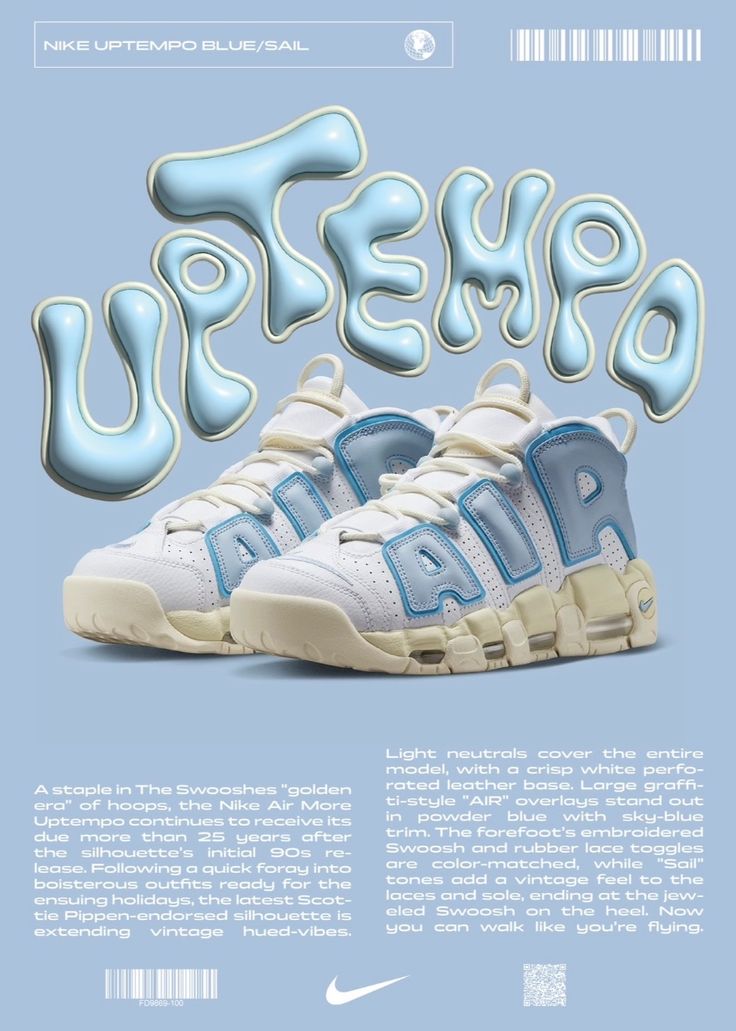 NIKE UPTEMPO BLUE/SAIL
UPTEMPO
AIR
AIR
A staple in The Swooshes "golden
era" of hoops, the Nike Air More
Uptempo continues to receive its
due more than 25 years after
the silhouette's initial 90s re-
lease. Following a quick foray into
boisterous outfits ready for the
ensuing holidays, the latest Scot-
tie Pippen-endorsed silhouette is
extending vintage hued-vibes.
Light neutrals cover the entire
model, with a crisp white perfo-
rated leather base. Large graffi-
ti-style "AIR" overlays stand out
in powder blue with sky-blue
trim. The forefoot's embroidered
Swoosh and rubber lace toggles
are color-matched, while "Sail"
tones add a vintage feel to the
laces and sole, ending at the jew-
eled Swoosh on the heel. Now
you can walk like you're flying.
FD9869-100